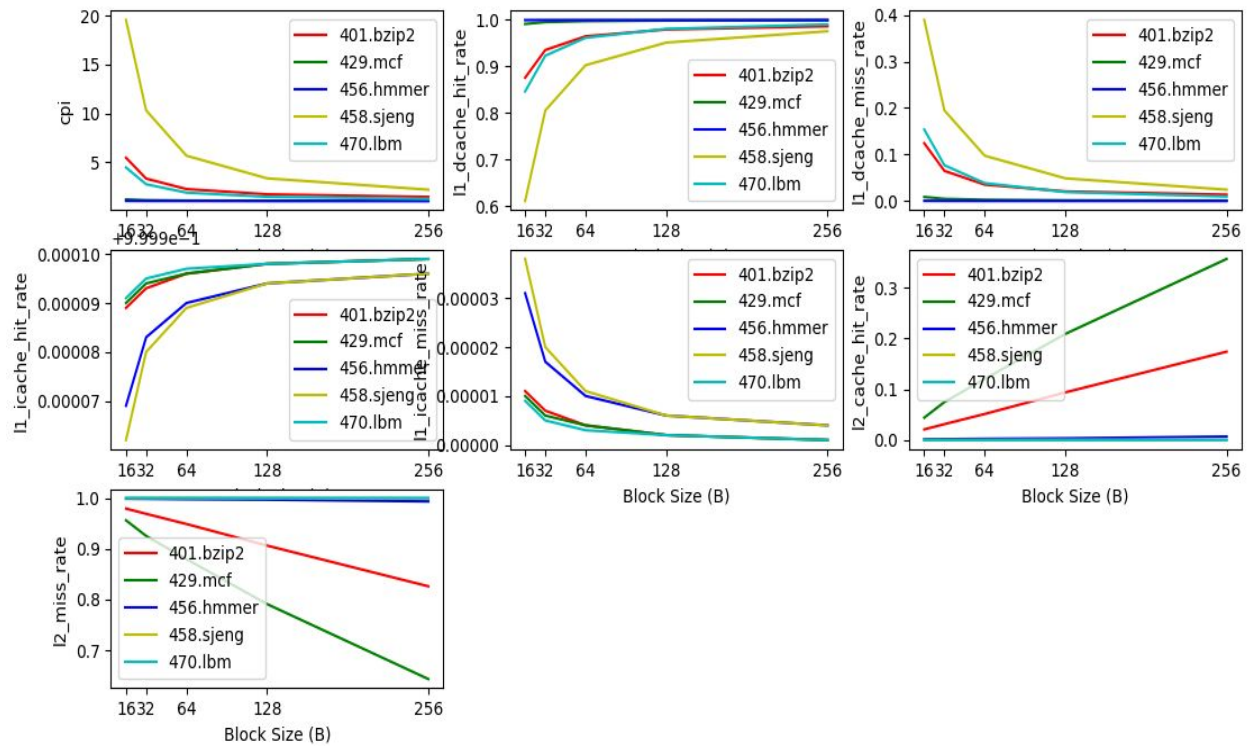 cpi
20
15
10
5
1632 64 128 256
401.bzip2
429.mcf
456.hmmer
458.sjeng
470.lbm
l1_dcache_hit_rate
1.0
0.9
0.8
0.7
0.6
1632 64 128 256
401.bzip2
429.mcf
456.hmmer
458.sjeng
470.lbm
l1_dcache_miss_rate
0.4
0.3
0.2
0.1
0.0
1632 64 128 256
401.bzip2
429.mcf
456.hmmer
458.sjeng
470.lbm
+9.999e−1
l1_icache_hit_rate
0.00010
0.00009
0.00008
0.00007
1632 64 128 256
401.bzip2
429.mcf
456.hmmer
458.sjeng
470.lbm
l1_icache_miss_rate
0.00003
0.00002
0.00001
0.00000
1632 64 128 256
Block Size (B)
401.bzip2
429.mcf
456.hmmer
458.sjeng
470.lbm
l2_cache_hit_rate
0.3
0.2
0.1
0.0
1632 64 128 256
Block Size (B)
401.bzip2
429.mcf
456.hmmer
458.sjeng
470.lbm
l2_miss_rate
1.0
0.9
0.8
0.7
1632 64 128 256
Block Size (B)
401.bzip2
429.mcf
456.hmmer
458.sjeng
470.lbm